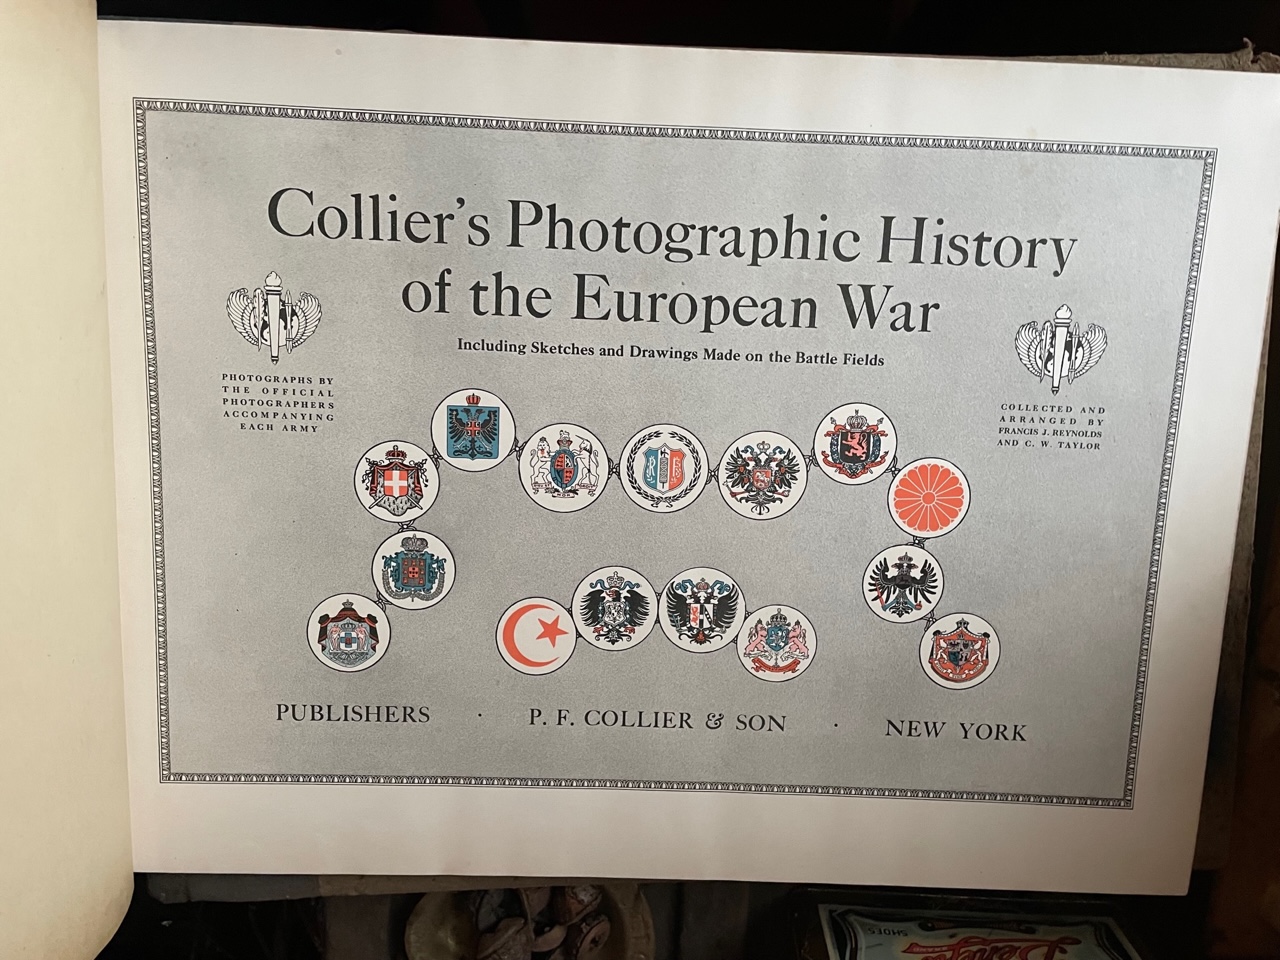 Collier's Photographic History
of the European War
Including Sketches and Drawings Made on the Battle Fields
PHOTOGRAPHS BY
THE OFFICIAL
PHOTOGRAPHERS
ACCOMPANYING
EACH ARMY
COLLECTED AND
ARRANGED BY
FRANCIS J. REYNOLDS
AND C. W. TAYLOR
PUBLISHERS · P. F. COLLIER & SON · NEW YORK
SHOES